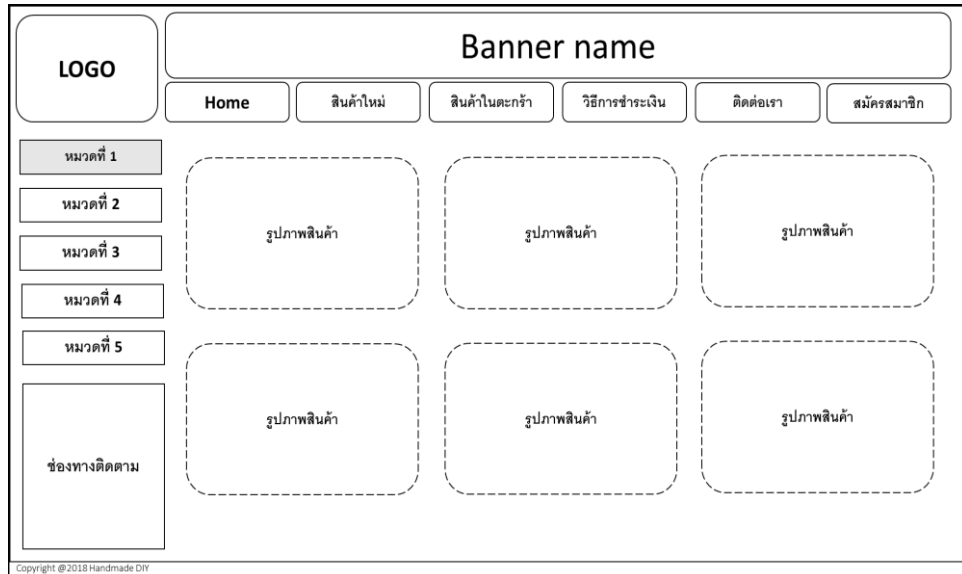 LOGO
Banner name
Home
สินค้าใหม่
สินค้าในตะกร้า
วิธีการชำระเงิน
ติดต่อเรา
สมัครสมาชิก
หมวดที่ 1
หมวดที่ 2
หมวดที่ 3
หมวดที่ 4
หมวดที่ 5
ช่องทางติดตาม
รูปภาพสินค้า
รูปภาพสินค้า
รูปภาพสินค้า
รูปภาพสินค้า
รูปภาพสินค้า
รูปภาพสินค้า
Copyright @2018 Handmade DIY